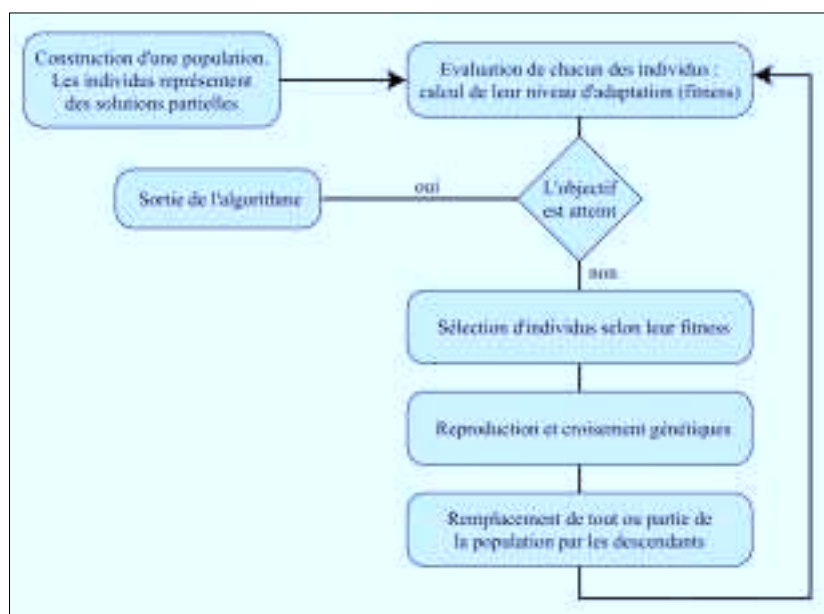 Construction d'une population.
Les individus représentent
des solutions partielles
Evaluation de chacun des individus :
calcul de leur niveau d'adaptation (fitness)
L'objectif
est atteint
oui
Sortie de l'algorithme
non
Sélection d'individus selon leur fitness
Reproduction et croisement génétiques
Remplacement de tout ou partie de
la population par les descendants